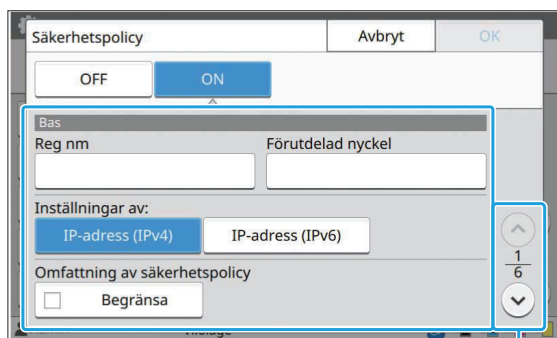 Säkerhetspolicy Avbryt OK
OFF ON
Bas
Reg nm Förutdelad nyckel
Inställningar av:
IP-adress (IPv4) IP-adress (IPv6)
1
6
Omfattning av säkerhetspolicy
Begränsa